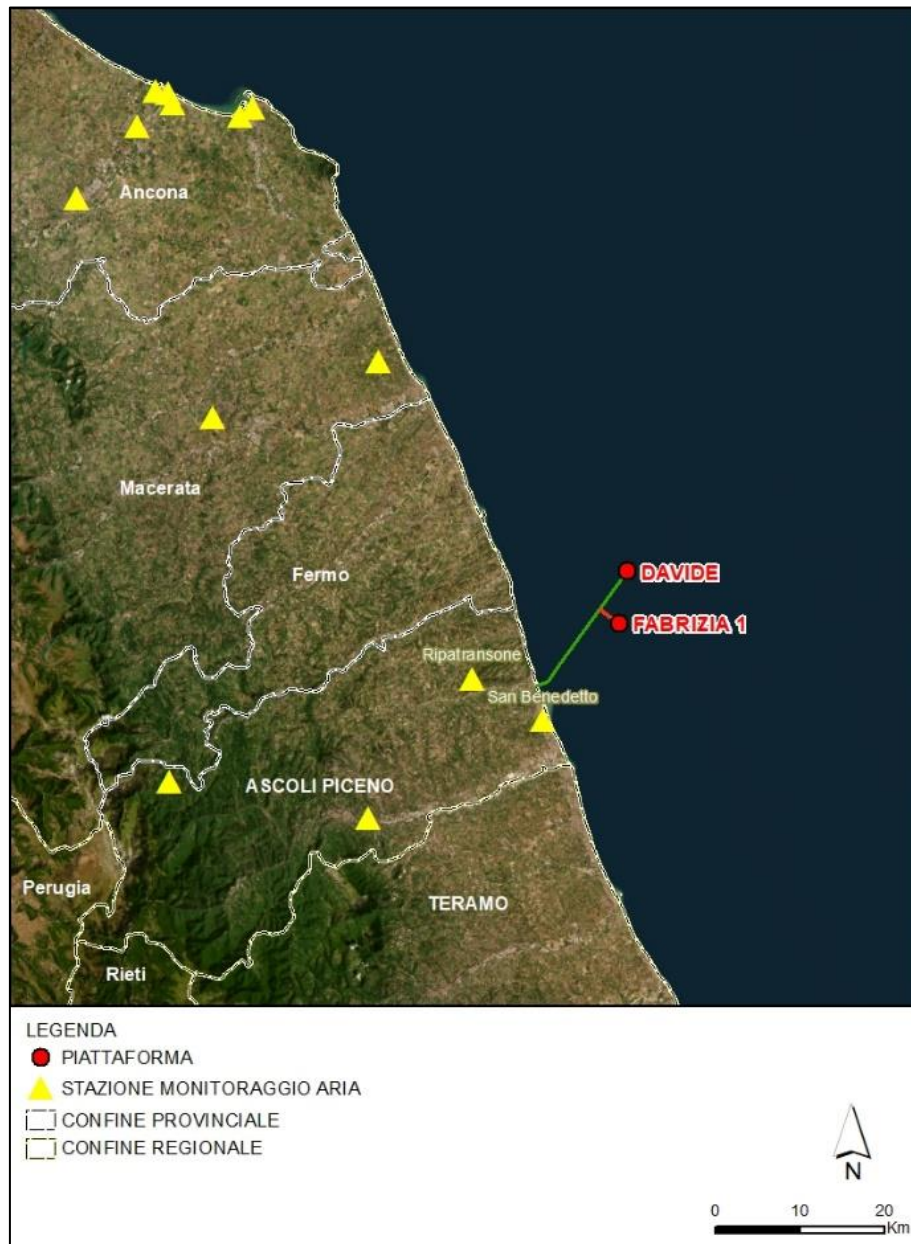 Ancona
Macerata
Fermo
DAVIDE
FABRIZIA 1
Ripatransone
San Benedetto
ASCOLI PICENO
Perugia
TERAMO
Rieti
LEGENDA
PIATTAFORMA
STAZIONE MONITORAGGIO ARIA
CONFINE PROVINCIALE
CONFINE REGIONALE
N
0 10 20
Km